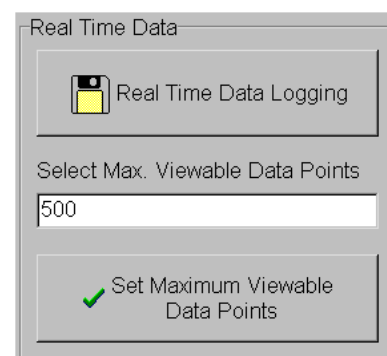 Real Time Data
Real Time Data Logging
Select Max. Viewable Data Points
500
Set Maximum Viewable
Data Points